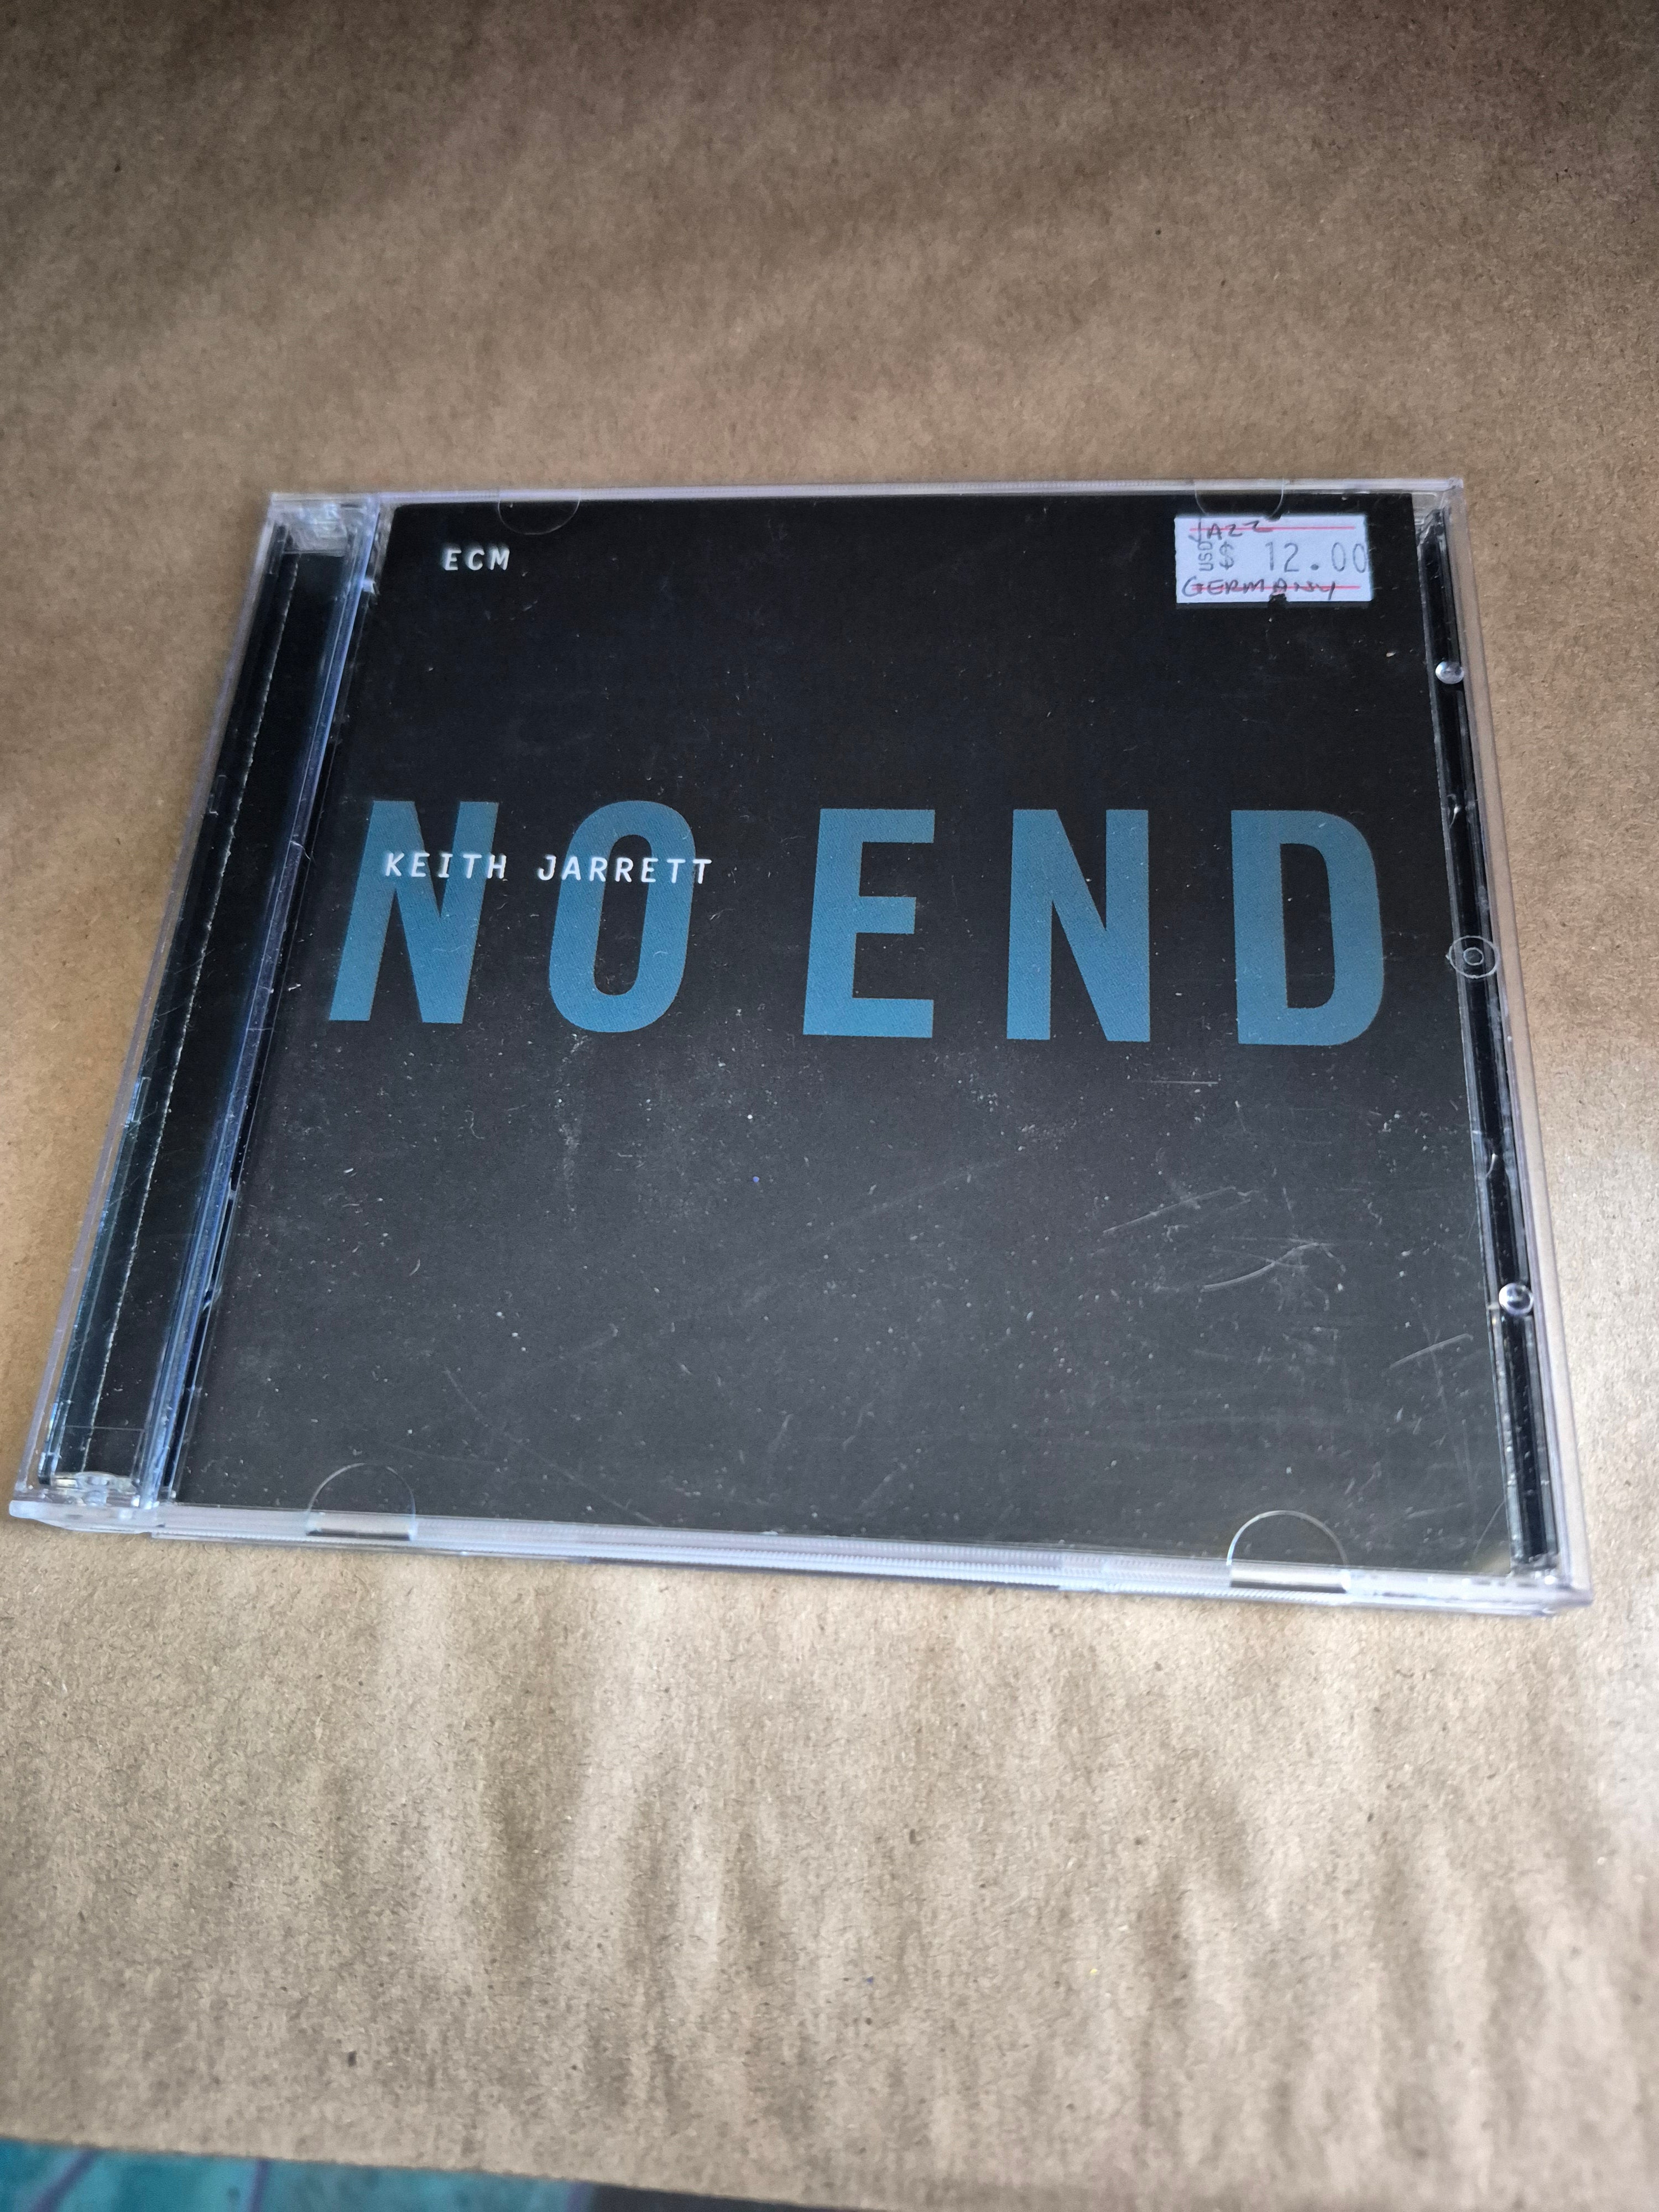 ECM
JAZZ
USD$ 12.00
GERMANY
NO END
KEITH JARRETT